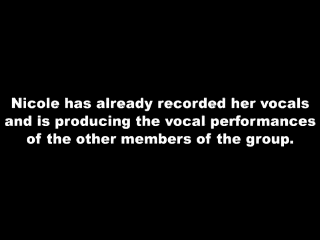 Nicole has already recorded her vocals
and is producing the vocal performances
of the other members of the group.